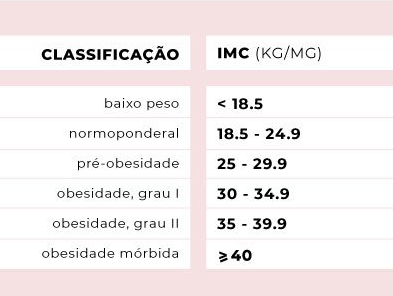 CLASSIFICAÇÃO IMC (KG/MG)
baixo peso < 18.5
normoponderal 18.5 - 24.9
pré-obesidade 25 - 29.9
obesidade, grau I 30 - 34.9
obesidade, grau II 35 - 39.9
obesidade mórbida ⩾ 40